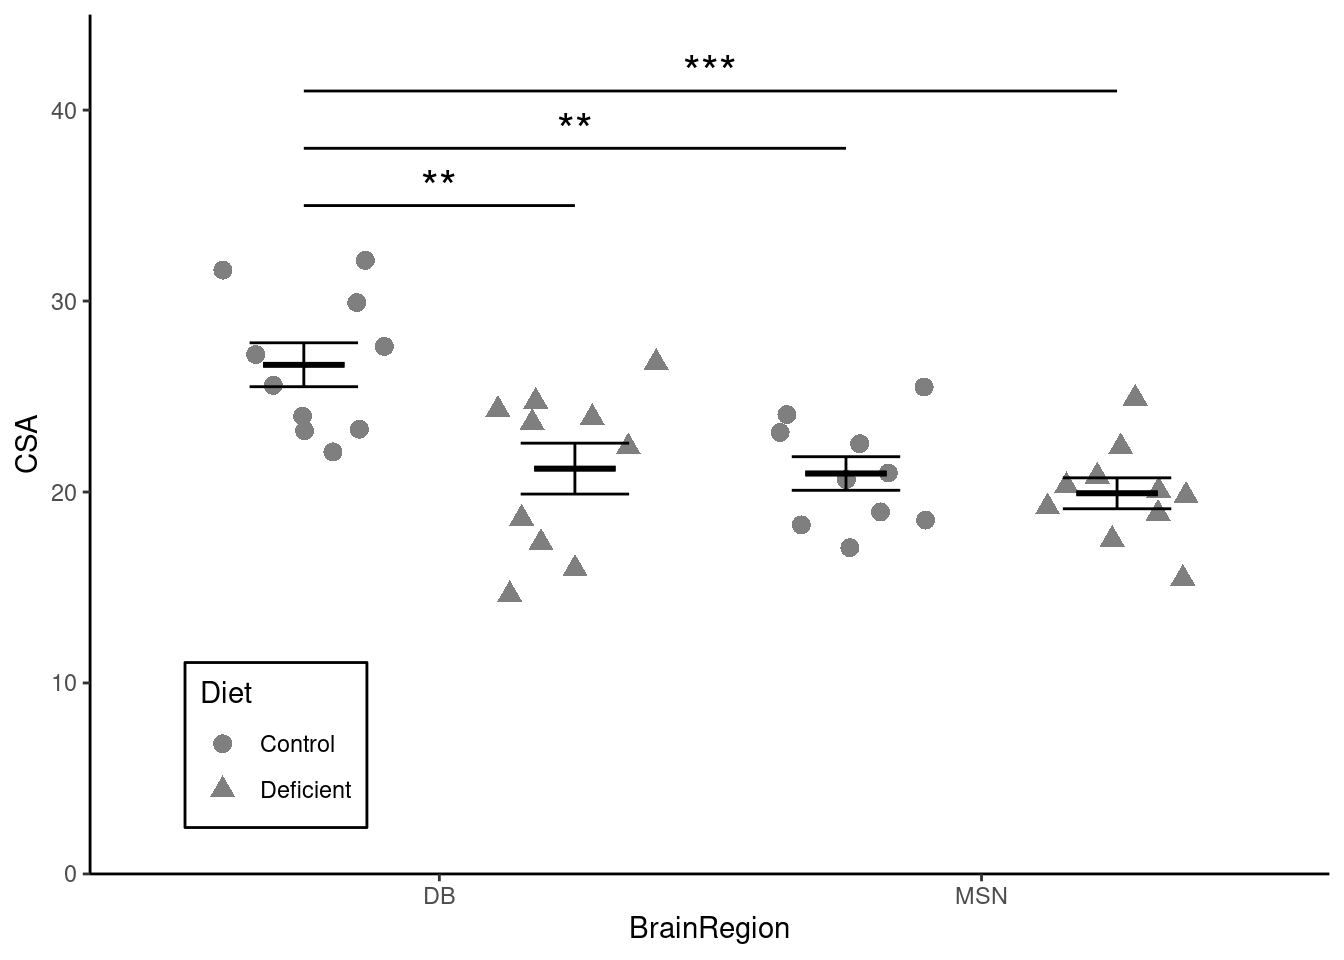 ***
**
**
40
30
20
10
0
CSA
Diet
Control
Deficient
DB
MSN
BrainRegion